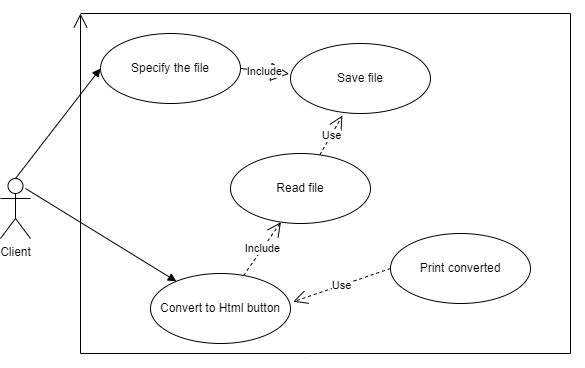 Specify the file
Include
Save file
Use
Read file
Client
Include
Print converted
Use
Convert to Html button